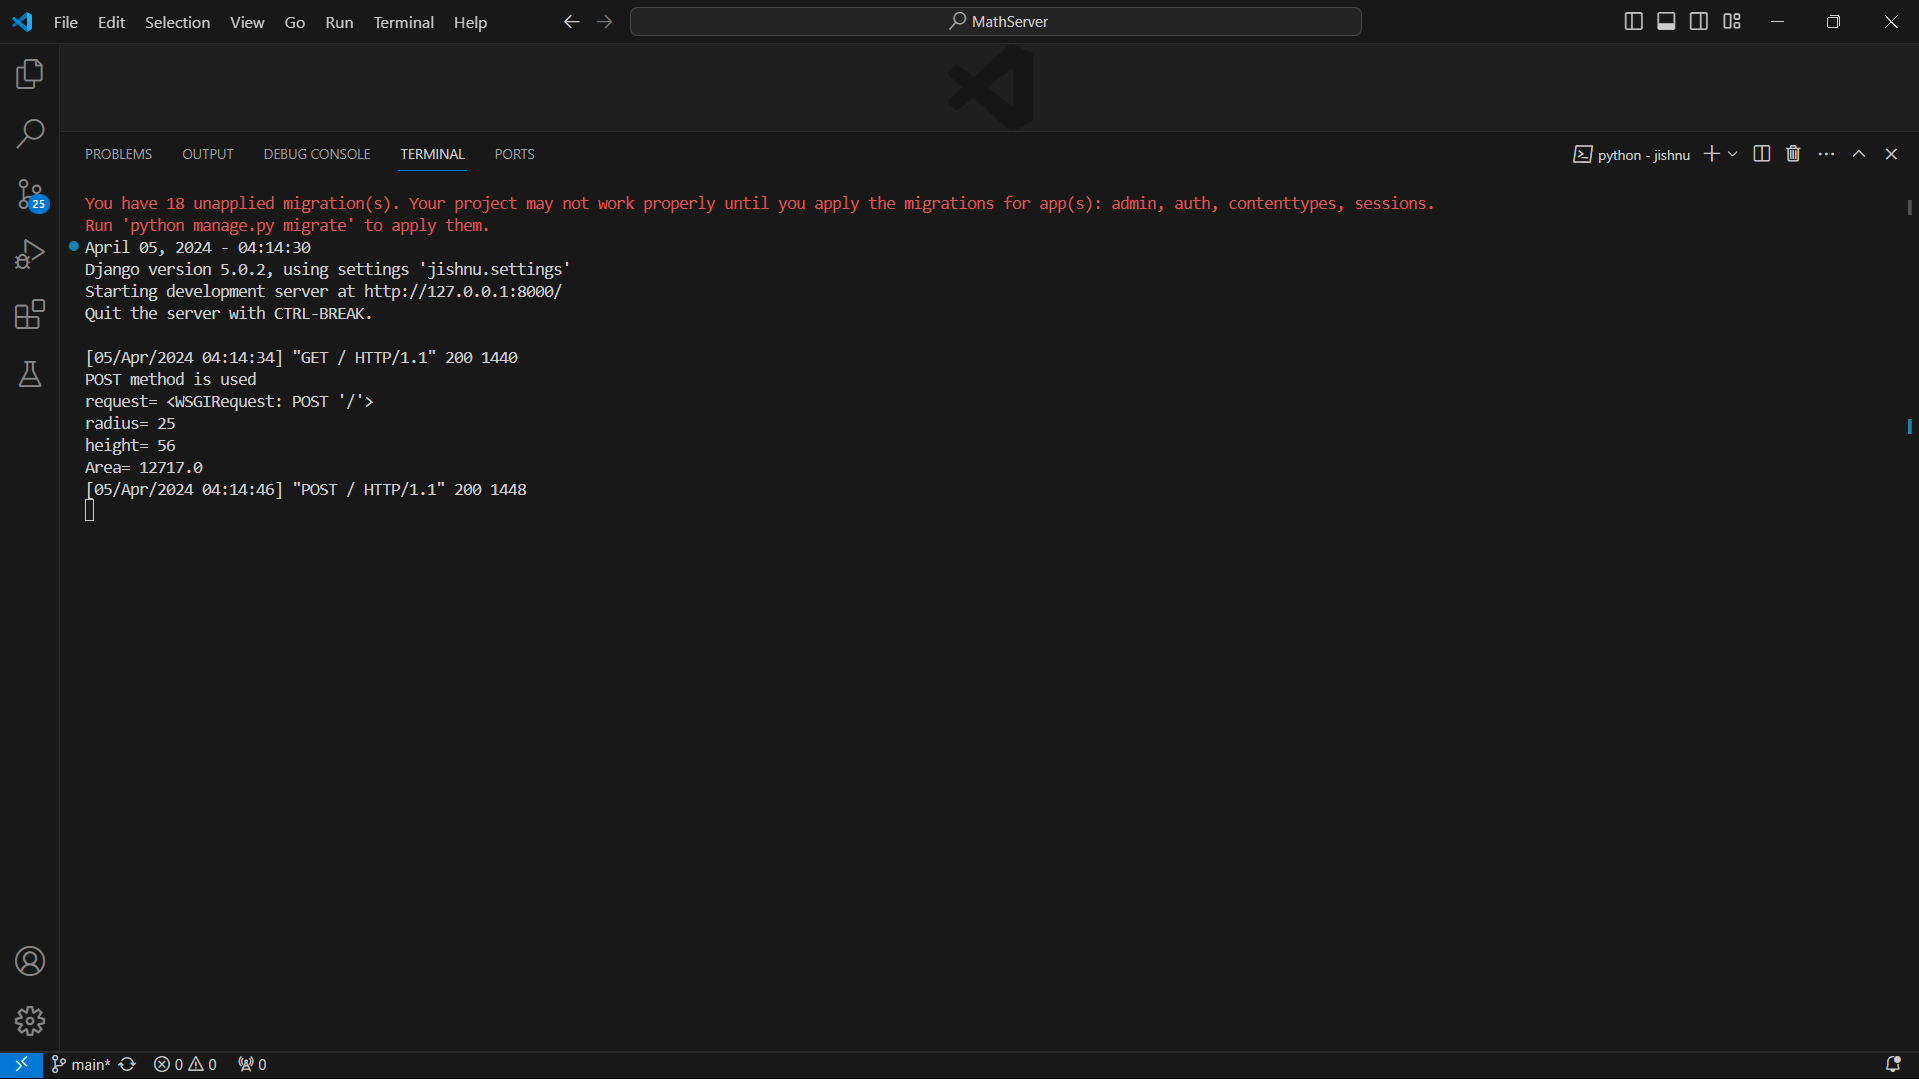 File Edit Selection View Go Run Terminal Help
MathServer
PROBLEMS OUTPUT DEBUG CONSOLE TERMINAL PORTS
python - jishnu
You have 18 unapplied migration(s). Your project may not work properly until you apply the migrations for app(s): admin, auth, contenttypes, sessions.
Run 'python manage.py migrate' to apply them.
April 05, 2024 - 04:14:30
Django version 5.0.2, using settings 'jishnu.settings'
Starting development server at http://127.0.0.1:8000/
Quit the server with CTRL-BREAK.
[05/Apr/2024 04:14:34] "GET / HTTP/1.1" 200 1440
POST method is used
request= <WSGIRequest: POST '/'>
radius= 25
height= 56
Area= 12717.0
[05/Apr/2024 04:14:46] "POST / HTTP/1.1" 200 1448
25
main* 0 0 0